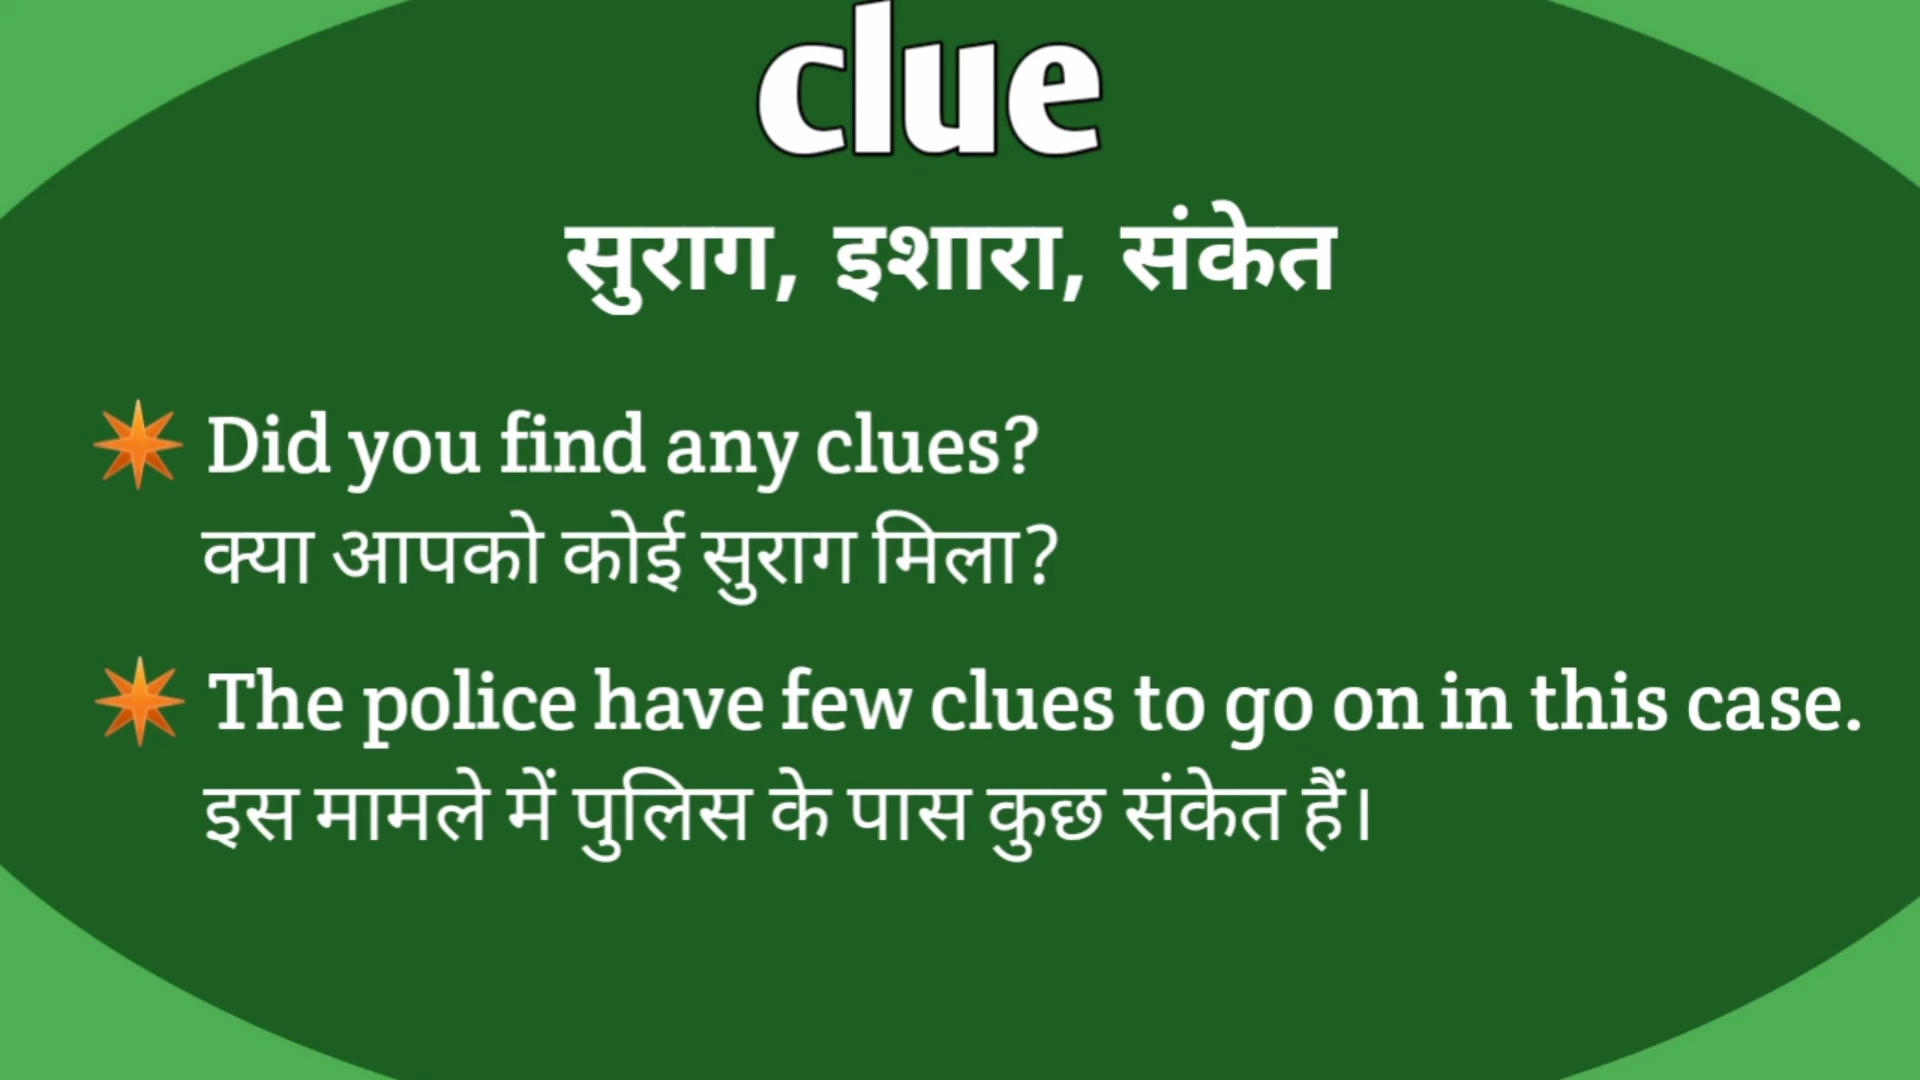 clue
सुराग, इशारा, संकेत
Did you find any clues?
क्या आपको कोई सुराग मिला?
The police have few clues to go on in this case.
इस मामले में पुलिस के पास कुछ संकेत हैं।